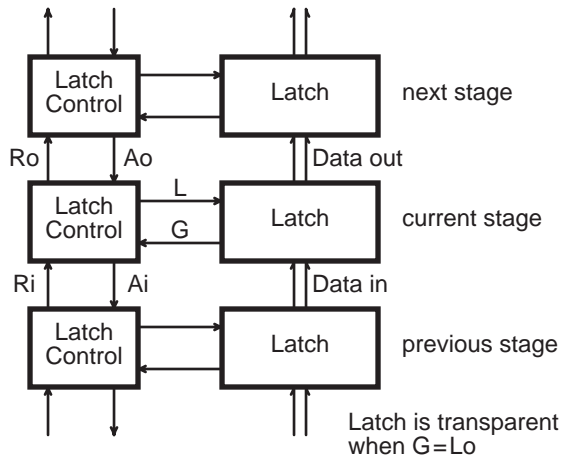 Latch
Control
Latch
next stage
Ro
Ao
Data out
Latch
Control
L
G
Latch
current stage
Ri
Ai
Data in
Latch
Control
Latch
previous stage
Latch is transparent
when G=Lo